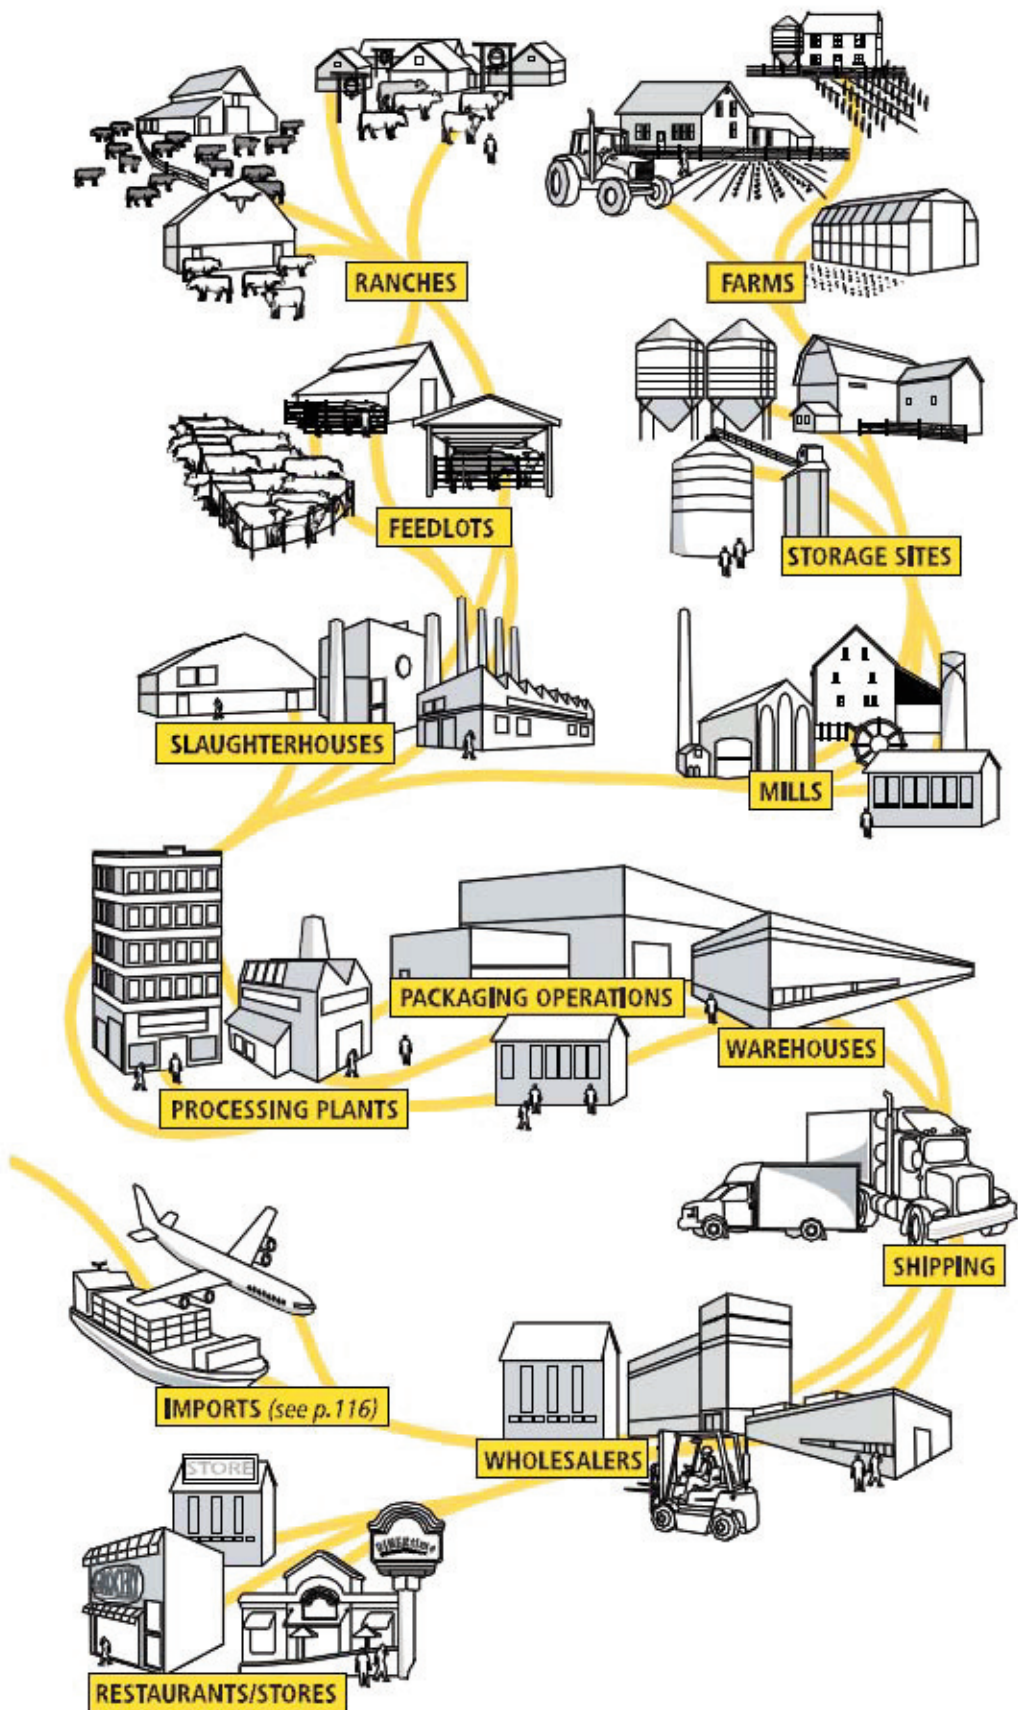 RANCHES
FARMS
FEEDLOTS
STORAGE SITES
SLAUGHTERHOUSES
MILLS
PACKAGING OPERATIONS
WAREHOUSES
PROCESSING PLANTS
SHIPPING
IMPORTS (see p.116)
WHOLESALERS
STORE
GROCERY
RESTAURANTS/STORES